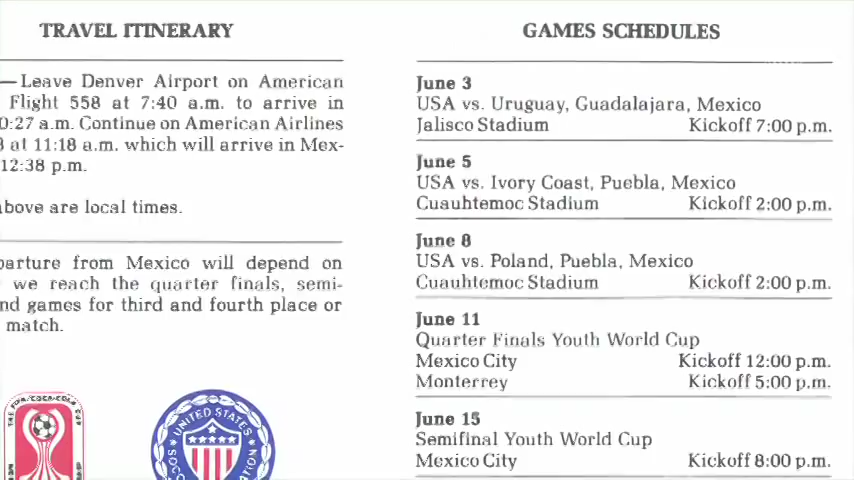 TRAVEL ITINERARY
—Leave Denver Airport on American
Flight 558 at 7:40 a.m. to arrive in
0:27 a.m. Continue on American Airlines
at 11:18 a.m. which will arrive in Mex-
12:38 p.m.
above are local times.
parture from Mexico will depend on
we reach the quarter finals, semi-
nd games for third and fourth place or
match.
THE FIFA/COCA-COLA
UNITED STATES
GAMES SCHEDULES
June 3
USA vs. Uruguay, Guadalajara, Mexico
Jalisco Stadium Kickoff 7:00 p.m.
June 5
USA vs. Ivory Coast, Puebla, Mexico
Cuauhtemoc Stadium Kickoff 2:00 p.m.
June 8
USA vs. Poland, Puebla, Mexico
Cuauhtemoc Stadium Kickoff 2:00 p.m.
June 11
Quarter Finals Youth World Cup
Mexico City Kickoff 12:00 p.m.
Monterrey Kickoff 5:00 p.m.
June 15
Semifinal Youth World Cup
Mexico City Kickoff 8:00 p.m.